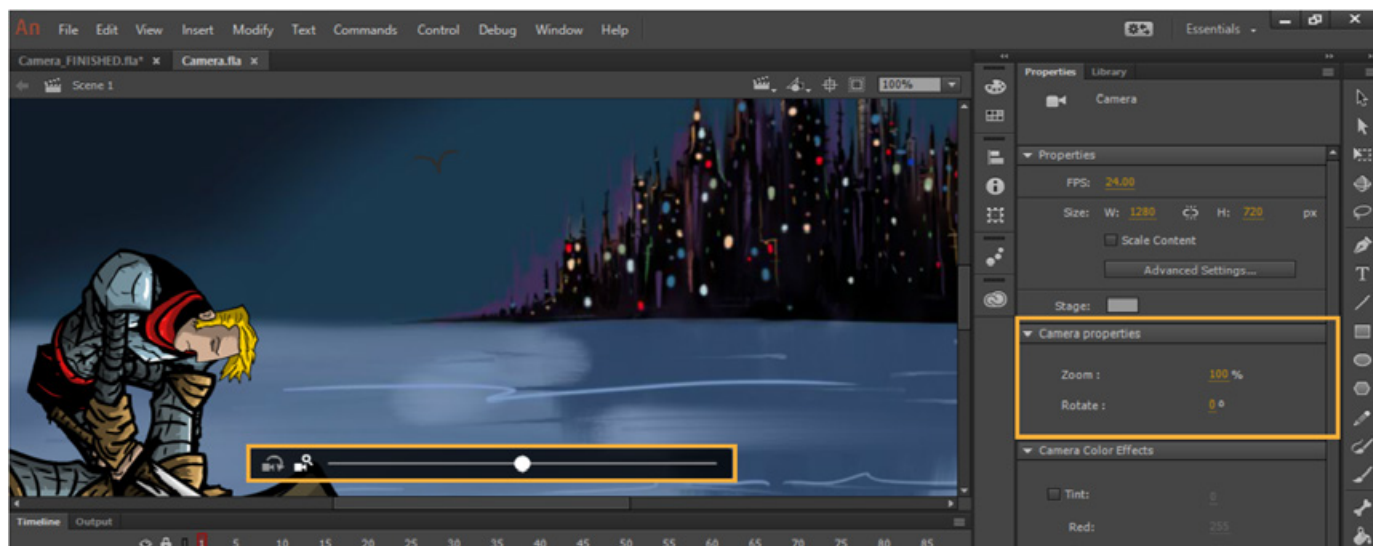 An File Edit View Insert Modify Text Commands Control Debug Window Help Essentials
Camera_FINISHED.fla* × Camera.fla ×
Scene 1 100%
Properties Library
Camera
Properties
FPS: 24.00
Size: W: 1280 H: 720 px
Scale Content
Advanced Settings...
Stage:
Camera properties
Zoom : 100 %
Rotate : 0 °
Camera Color Effects
Tint: 0
Red: 255
Timeline Output
1 5 10 15 20 25 30 35 40 45 50 55 60 65 70 75 80 85